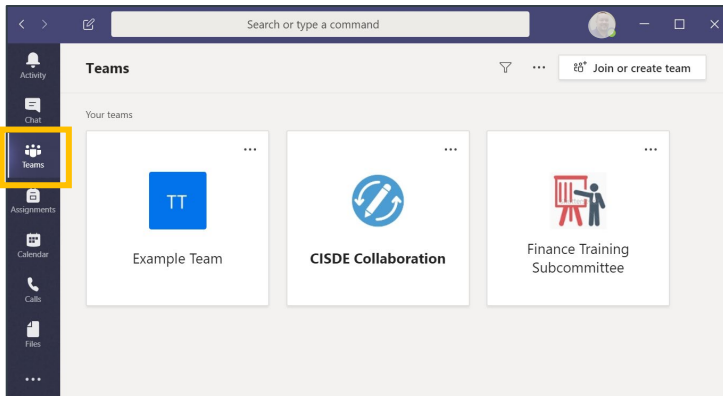 Search or type a command
Activity
Chat
Teams
Assignments
Calendar
Calls
Files
Teams
Join or create team
Your teams
TT
Example Team
CISDE Collaboration
Finance Training
Subcommittee